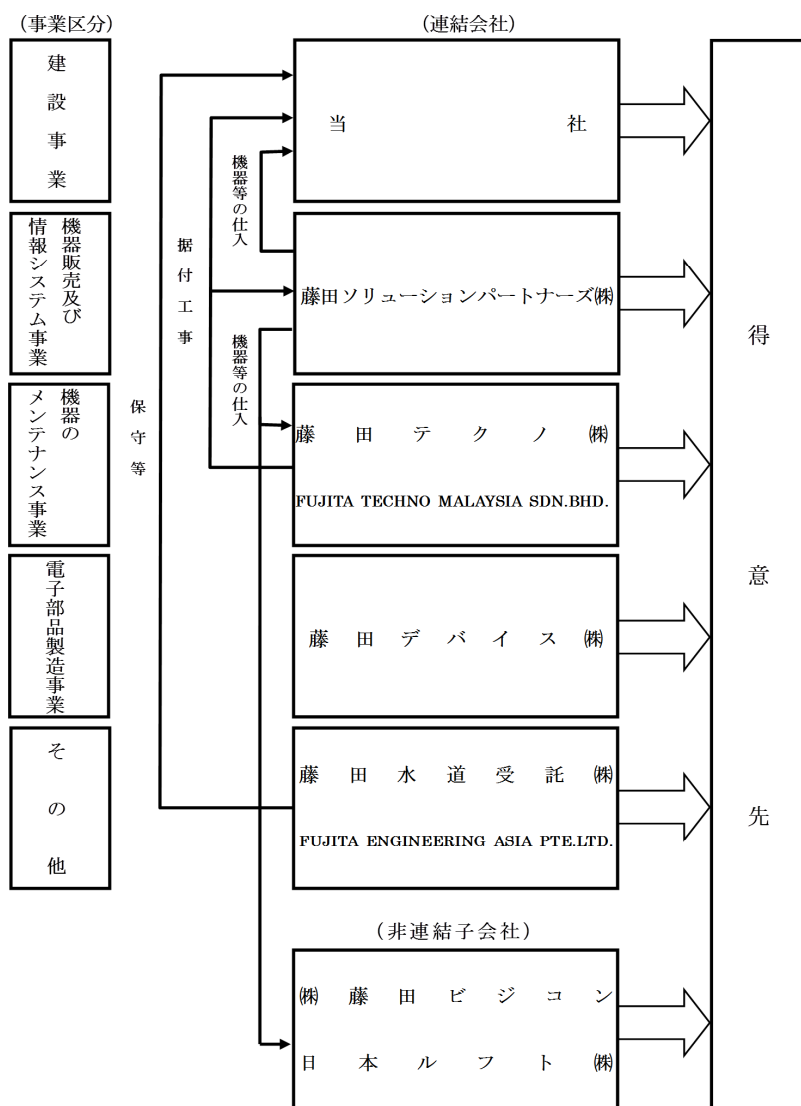 (事業区分)
(連結会社)
建設事業
当社
機器等の仕入
機器販売及び
情報システム事業
据付工事
藤田ソリューションパートナーズ㈱
得意先
機器等の仕入
機器の
メンテナンス事業
保守等
藤田テクノ㈱
FUJITA TECHNO MALAYSIA SDN.BHD.
電子部品製造事業
藤田デバイス㈱
その他
藤田水道受託㈱
FUJITA ENGINEERING ASIA PTE.LTD.
(非連結子会社)
㈱藤田ビジコン
日本ルフト㈱